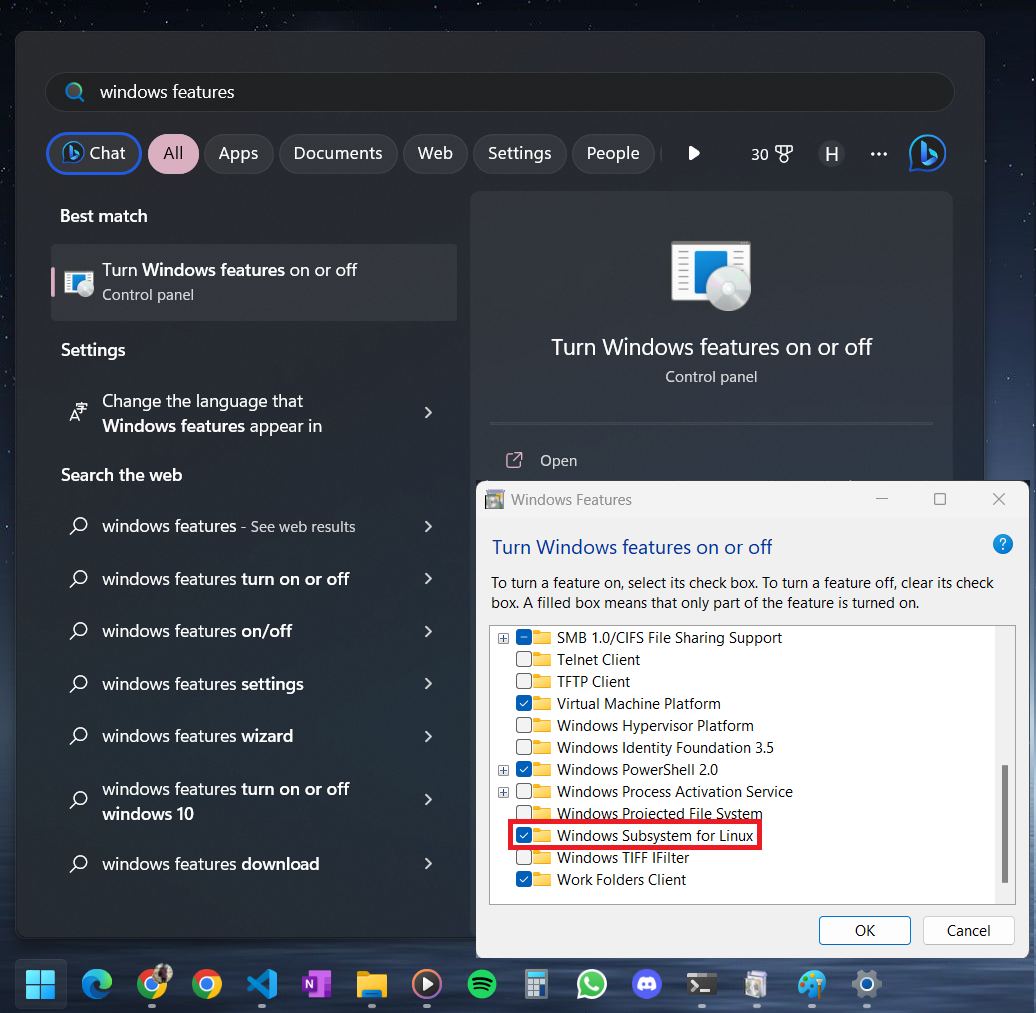 windows features
Chat All Apps Documents Web Settings People 30 H
Best match
Turn Windows features on or off
Control panel
Settings
Change the language that
Windows features appear in
Search the web
windows features - See web results
windows features turn on or off
windows features on/off
windows features settings
windows features wizard
windows features turn on or off
windows 10
windows features download
Turn Windows features on or off
Control panel
Open
Windows Features
Turn Windows features on or off
To turn a feature on, select its check box. To turn a feature off, clear its check
box. A filled box means that only part of the feature is turned on.
SMB 1.0/CIFS File Sharing Support
Telnet Client
TFTP Client
Virtual Machine Platform
Windows Hypervisor Platform
Windows Identity Foundation 3.5
Windows PowerShell 2.0
Windows Process Activation Service
Windows Projected File System
Windows Subsystem for Linux
Windows TIFF IFilter
Work Folders Client
OK Cancel